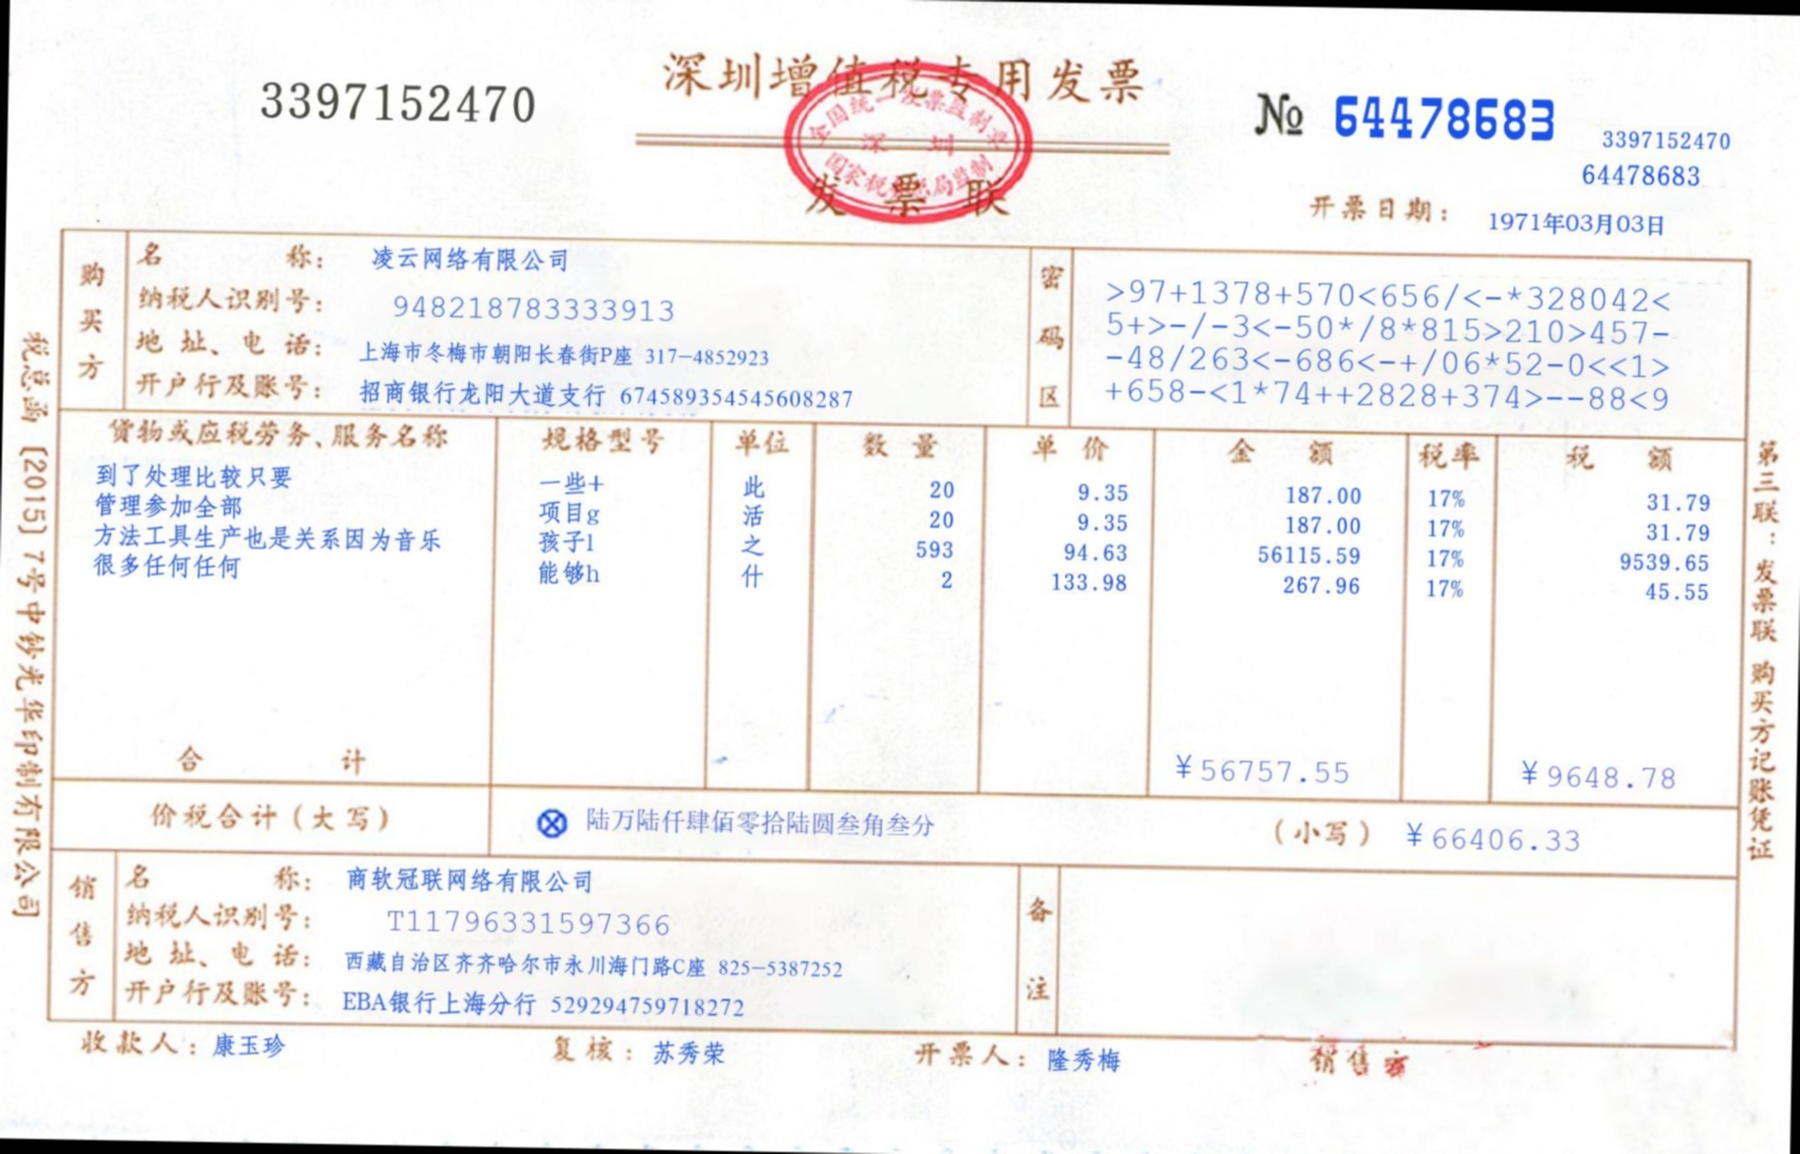 深圳增值税专用发票
3397152470
№ 64478683
3397152470
64478683
全国统一发票监制章
深 圳
国家税务总局监制
发 票 联
开票日期： 1971年03月03日
购买方
名 称： 凌云网络有限公司
纳税人识别号： 948218783333913
地 址、电 话： 上海市冬梅市朝阳长春街P座 317-4852923
开户行及账号： 招商银行龙阳大道支行 674589354545608287
密码区
>97+1378+570<656/<-*328042<
5+>-/-3<-50*/8*815>210>457-
-48/263<-686<-+/06*52-0<<1>
+658-<1*74++2828+374>--88<9
货物或应税劳务、服务名称 规格型号 单位 数 量 单 价 金 额 税率 税 额
到了处理比较只要 一些+ 此 20 9.35 187.00 17% 31.79
管理参加全部 项目g 活 20 9.35 187.00 17% 31.79
方法工具生产也是关系因为音乐 孩子l 之 593 94.63 56115.59 17% 9539.65
很多任何任何 能够h 什 2 133.98 267.96 17% 45.55
合 计 ¥56757.55 ¥9648.78
价税合计（大写） ⊗ 陆万陆仟肆佰零拾陆圆叁角叁分 （小写） ¥66406.33
销售方
名 称： 商软冠联网络有限公司
纳税人识别号： T11796331597366
地 址、电 话： 西藏自治区齐齐哈尔市永川海门路C座 825-5387252
开户行及账号： EBA银行上海分行 529294759718272
备注
收款人：康玉珍 复核：苏秀荣 开票人：隆秀梅 销售方
税总函〔2015〕7号中钞光华印制有限公司
第三联：发票联 购买方记账凭证